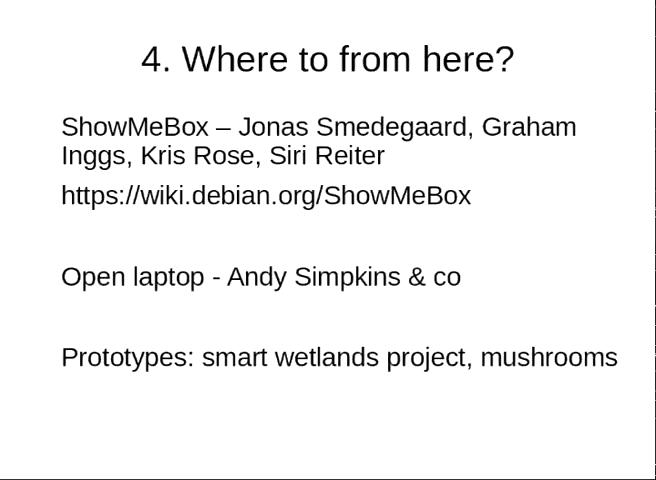 4. Where to from here?
ShowMeBox – Jonas Smedegaard, Graham
Inggs, Kris Rose, Siri Reiter
https://wiki.debian.org/ShowMeBox
Open laptop - Andy Simpkins & co
Prototypes: smart wetlands project, mushrooms